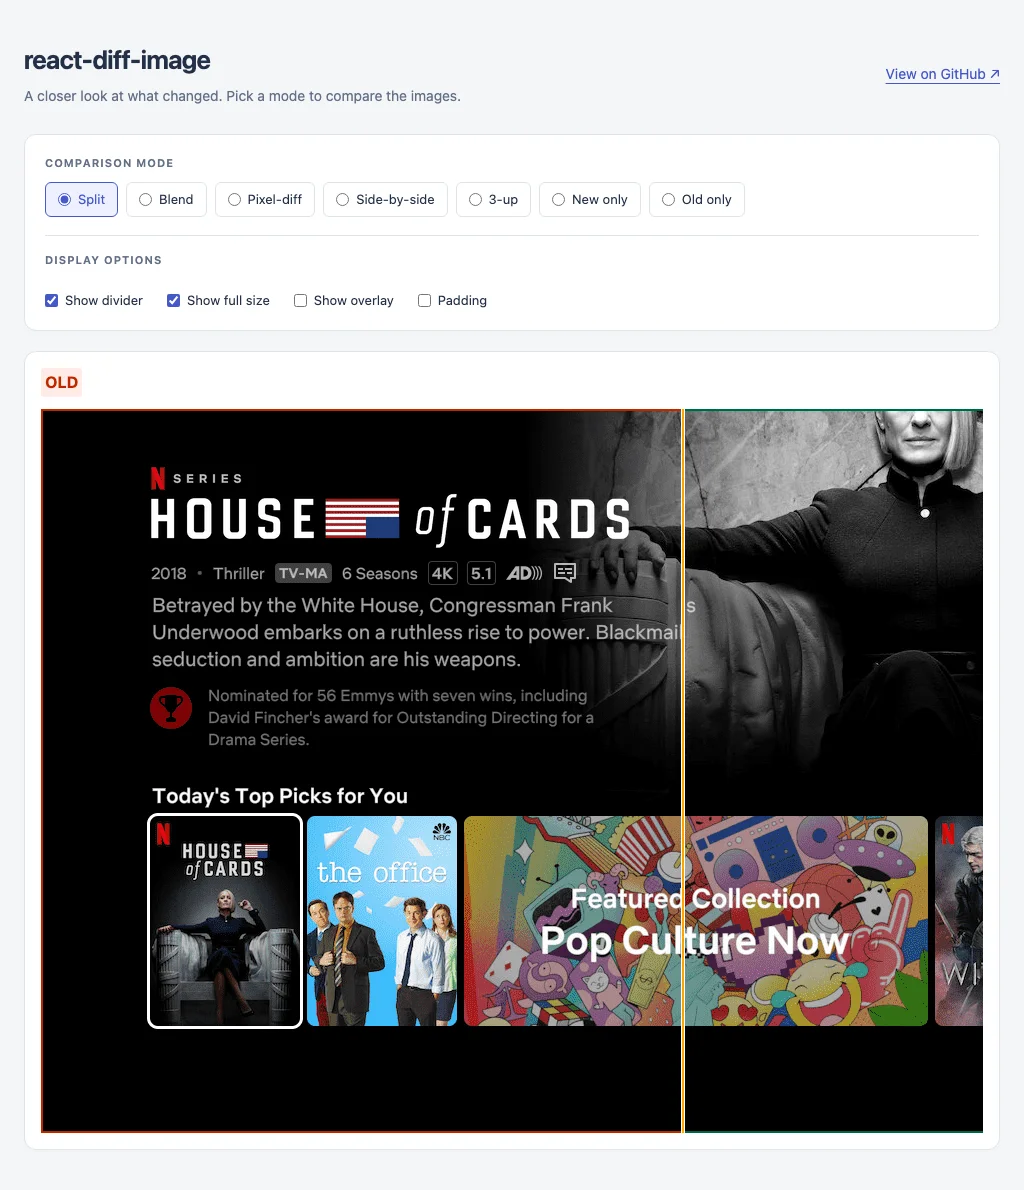 react-diff-image
View on GitHub ↗
A closer look at what changed. Pick a mode to compare the images.
COMPARISON MODE
Split
Blend
Pixel-diff
Side-by-side
3-up
New only
Old only
DISPLAY OPTIONS
Show divider
Show full size
Show overlay
Padding
OLD
N SERIES
HOUSE of CARDS
2018 • Thriller TV-MA 6 Seasons 4K 5.1 AD)))
Betrayed by the White House, Congressman Frank s
Underwood embarks on a ruthless rise to power. Blackmail
seduction and ambition are his weapons.
Nominated for 56 Emmys with seven wins, including
David Fincher's award for Outstanding Directing for a
Drama Series.
Today's Top Picks for You
N
HOUSE
of CARDS
NBC
the office
Featured Collection
Pop Culture Now
N
WI